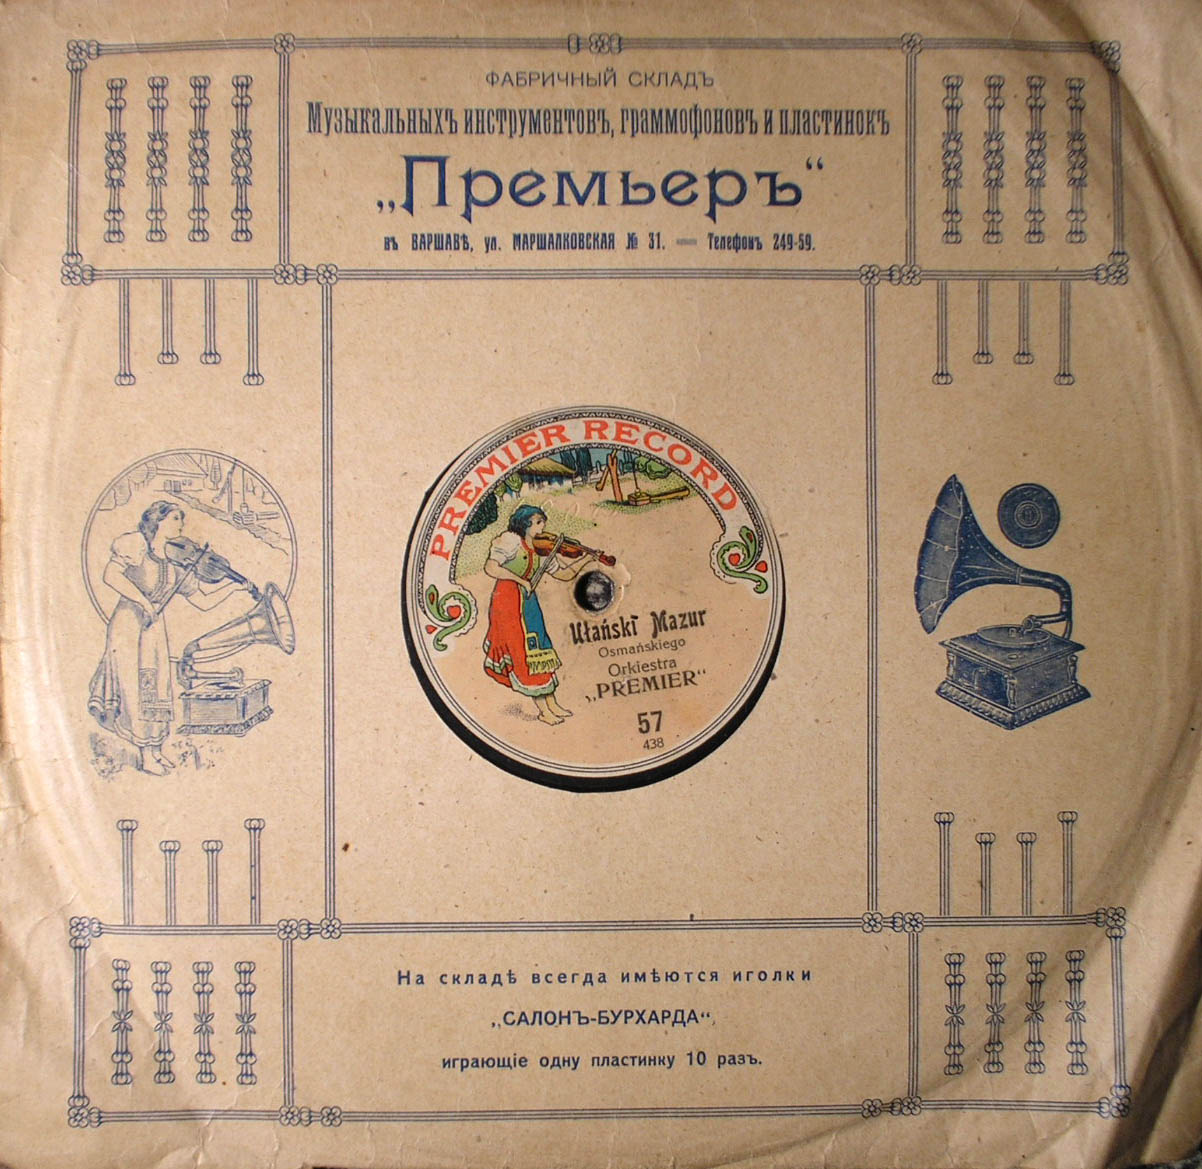 ФАБРИЧНЫЙ СКЛАДЪ
Музыкальныхъ инструментовъ, граммофоновъ и пластинокъ
„Премьеръ“
въ ВАРШАВѢ, ул. МАРШАЛКОВСКАЯ № 31. — Телефонъ 249-59.
PREMIER RECORD
Ułański Mazur
Osmańskiego
Orkiestra
„PREMIER“
57
438
На складѣ всегда имѣются иголки
„САЛОНЪ-БУРХАРДА“,
играющіе одну пластинку 10 разъ.